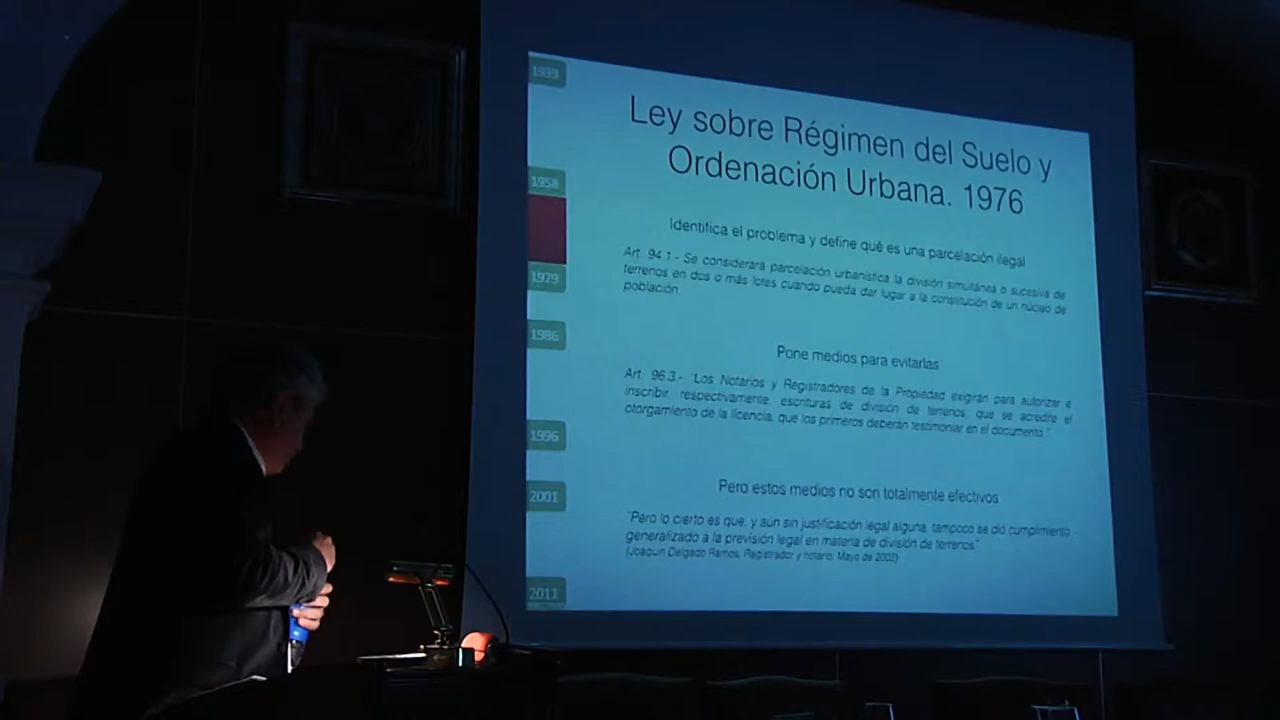 1939
1958
1979
1986
1996
2001
2011
Ley sobre Régimen del Suelo y
Ordenación Urbana. 1976
Identifica el problema y define qué es una parcelación ilegal
Art. 94.1.- Se considerará parcelación urbanística la división simultánea o sucesiva de
terrenos en dos o más lotes cuando pueda dar lugar a la constitución de un núcleo de
población.
Pone medios para evitarlas
Art. 96.3.- "Los Notarios y Registradores de la Propiedad exigirán para autorizar e
inscribir, respectivamente, escrituras de división de terrenos, que se acredite el
otorgamiento de la licencia, que los primeros deberán testimoniar en el documento."
Pero estos medios no son totalmente efectivos
"Pero lo cierto es que, y aún sin justificación legal alguna, tampoco se dió cumplimiento
generalizado a la previsión legal en materia de división de terrenos"
(Joaquín Delgado Ramos, Registrador y notario, Mayo de 2003)